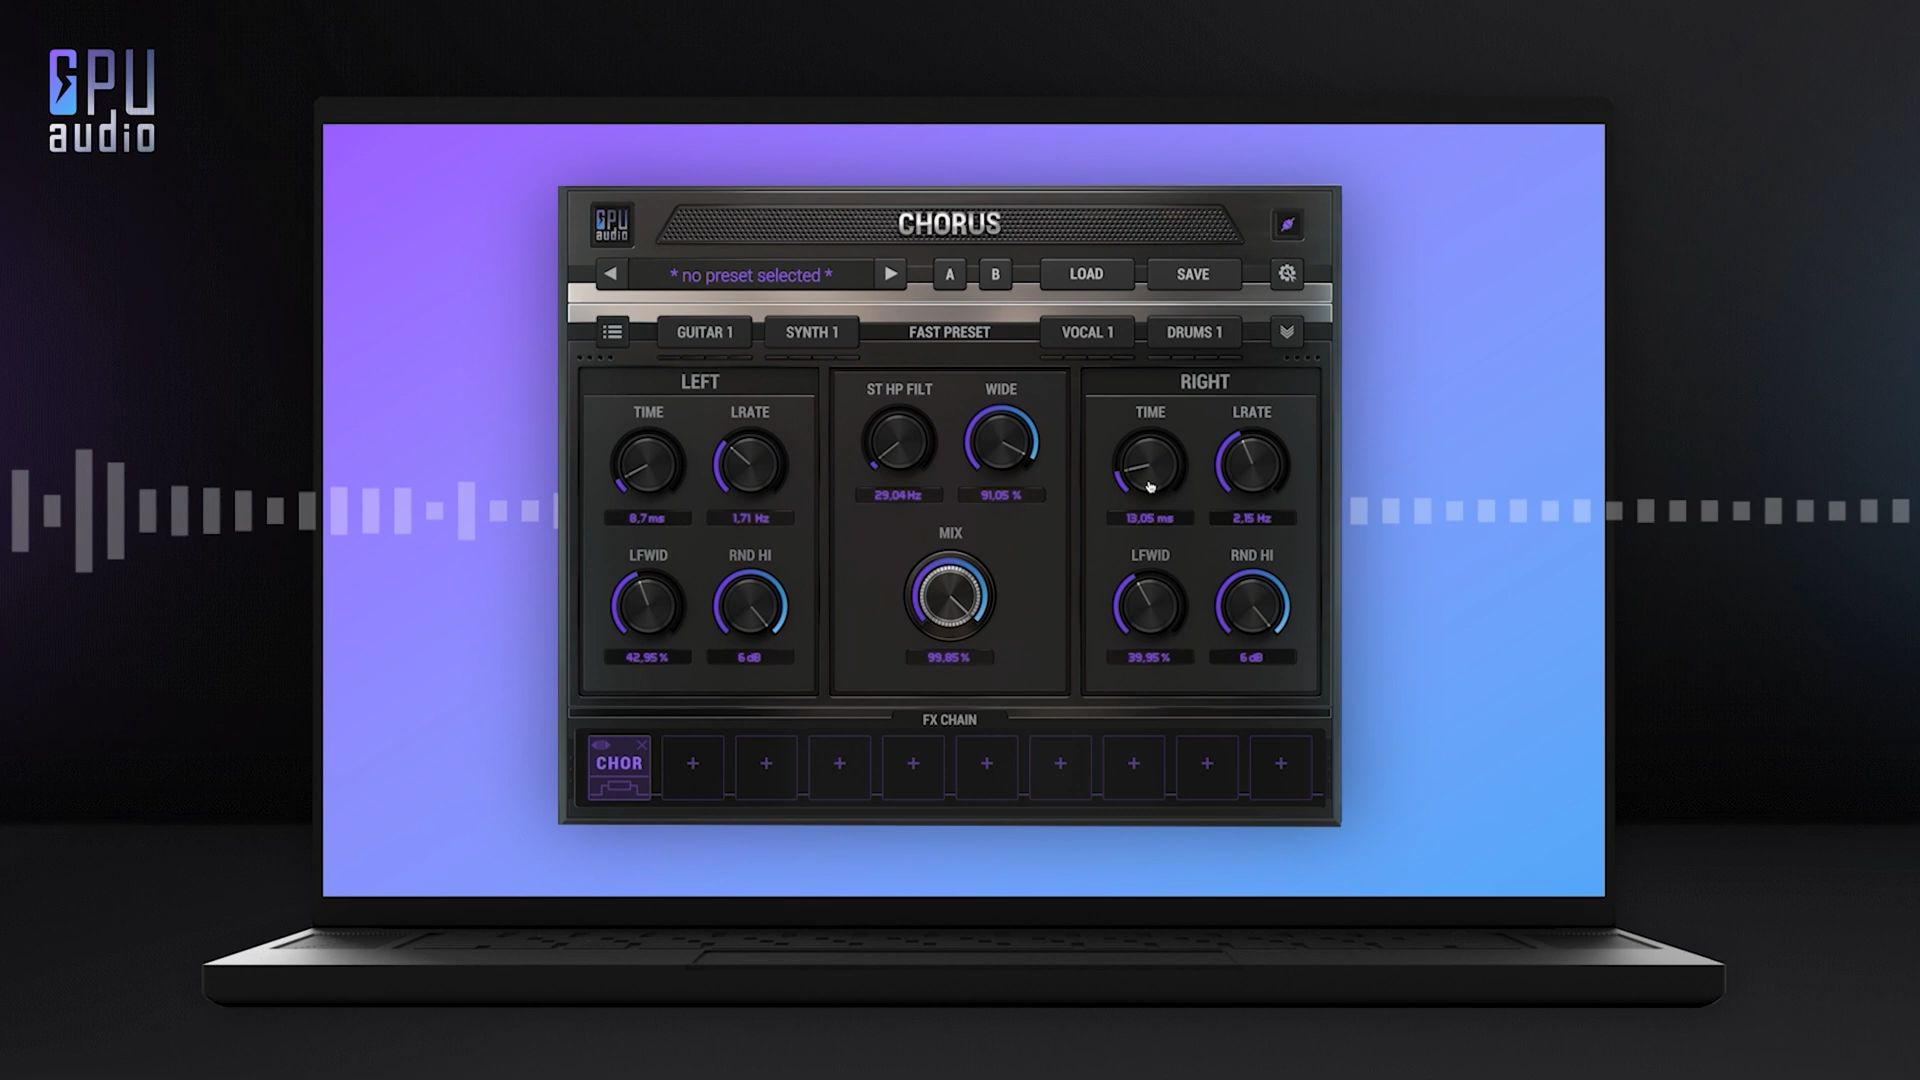 GPU
audio
GPU
audio
CHORUS
* no preset selected *
A
B
LOAD
SAVE
GUITAR 1
SYNTH 1
FAST PRESET
VOCAL 1
DRUMS 1
LEFT
TIME
LRATE
8,7 ms
1,71 Hz
LFWID
RND HI
42,95 %
6 dB
ST HP FILT
WIDE
29,04 Hz
91,05 %
MIX
99,85 %
RIGHT
TIME
LRATE
13,05 ms
2,15 Hz
LFWID
RND HI
39,95 %
6 dB
FX CHAIN
CHOR
+ + + + + + + + +